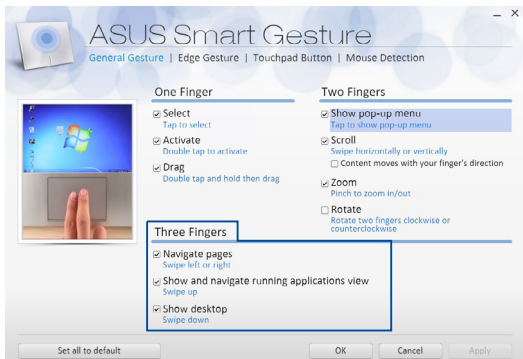 ASUS Smart Gesture
General Gesture | Edge Gesture | Touchpad Button | Mouse Detection
One Finger
Select
Tap to select
Activate
Double tap to activate
Drag
Double tap and hold then drag
Two Fingers
Show pop-up menu
Tap to show pop-up menu
Scroll
Swipe horizontally or vertically
Content moves with your finger's direction
Zoom
Pinch to zoom in/out
Rotate
Rotate two fingers clockwise or
counterclockwise
Three Fingers
Navigate pages
Swipe left or right
Show and navigate running applications view
Swipe up
Show desktop
Swipe down
Set all to default
OK
Cancel
Apply